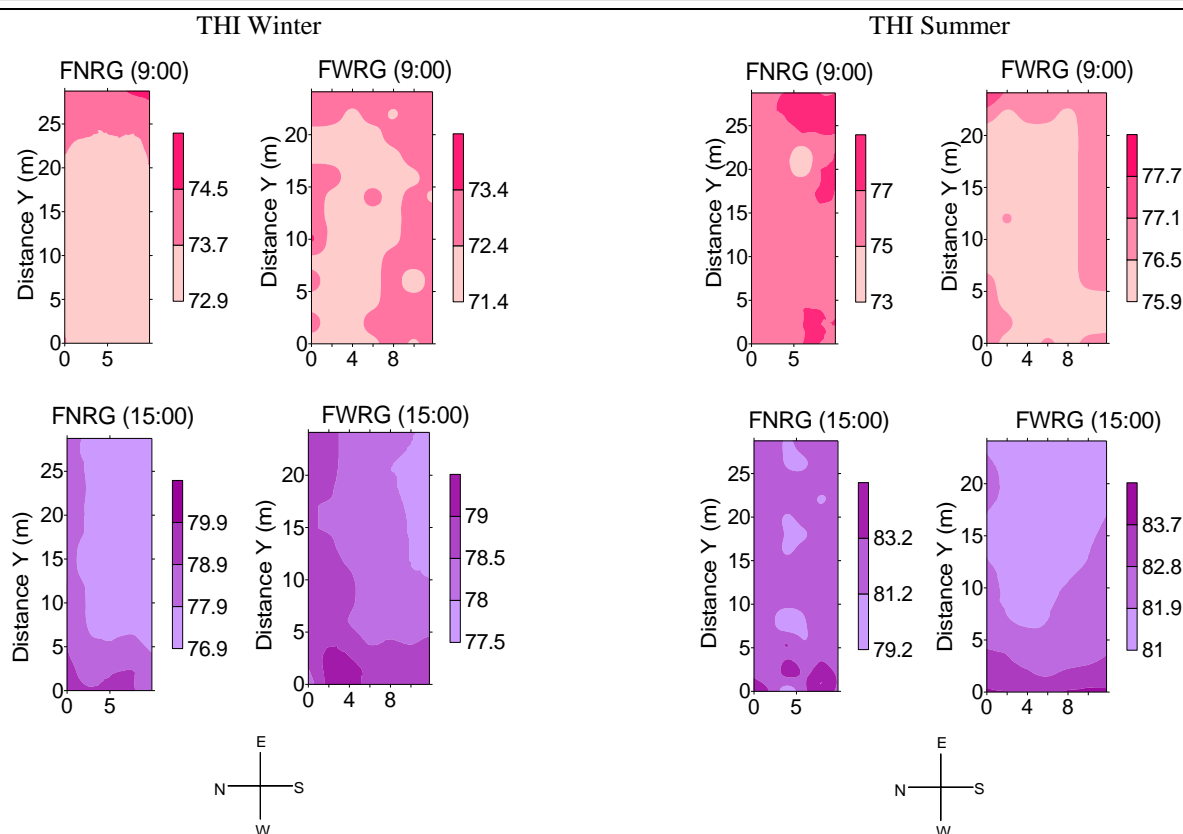 THI Winter
THI Summer
FNRG (9:00)
Distance Y (m)
25
20
15
10
5
0
0 5
74.5
73.7
72.9
FWRG (9:00)
Distance Y (m)
20
15
10
5
0
0 4 8
73.4
72.4
71.4
FNRG (9:00)
Distance Y (m)
25
20
15
10
5
0
0 5
77
75
73
FWRG (9:00)
Distance Y (m)
20
15
10
5
0
0 4 8
77.7
77.1
76.5
75.9
FNRG (15:00)
Distance Y (m)
25
20
15
10
5
0
0 5
79.9
78.9
77.9
76.9
FWRG (15:00)
Distance Y (m)
20
15
10
5
0
0 4 8
79
78.5
78
77.5
FNRG (15:00)
Distance Y (m)
25
20
15
10
5
0
0 5
83.2
81.2
79.2
FWRG (15:00)
Distance Y (m)
20
15
10
5
0
0 4 8
83.7
82.8
81.9
81
E
N S
W
E
N S
W